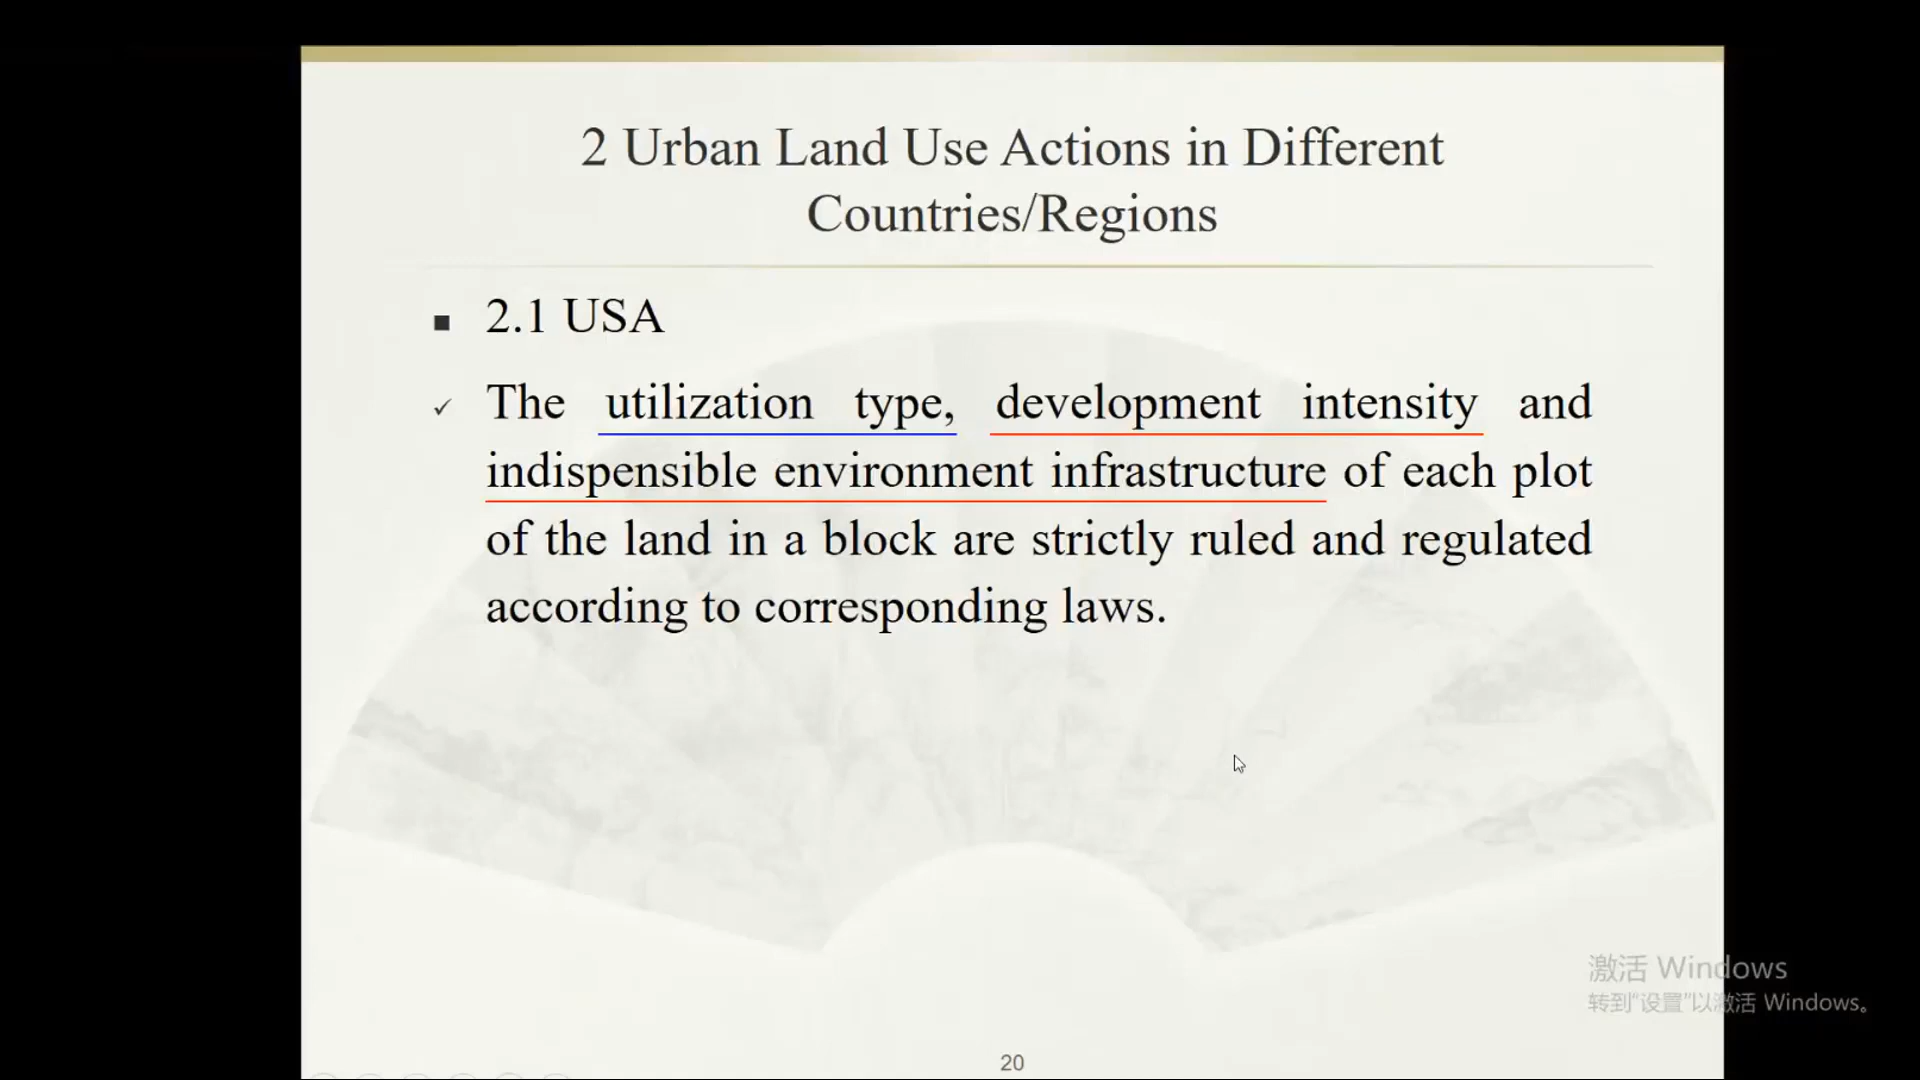 2 Urban Land Use Actions in Different
Countries/Regions
■ 2.1 USA
✓ The utilization type, development intensity and
indispensible environment infrastructure of each plot
of the land in a block are strictly ruled and regulated
according to corresponding laws.
激活 Windows
转到“设置”以激活 Windows。
20